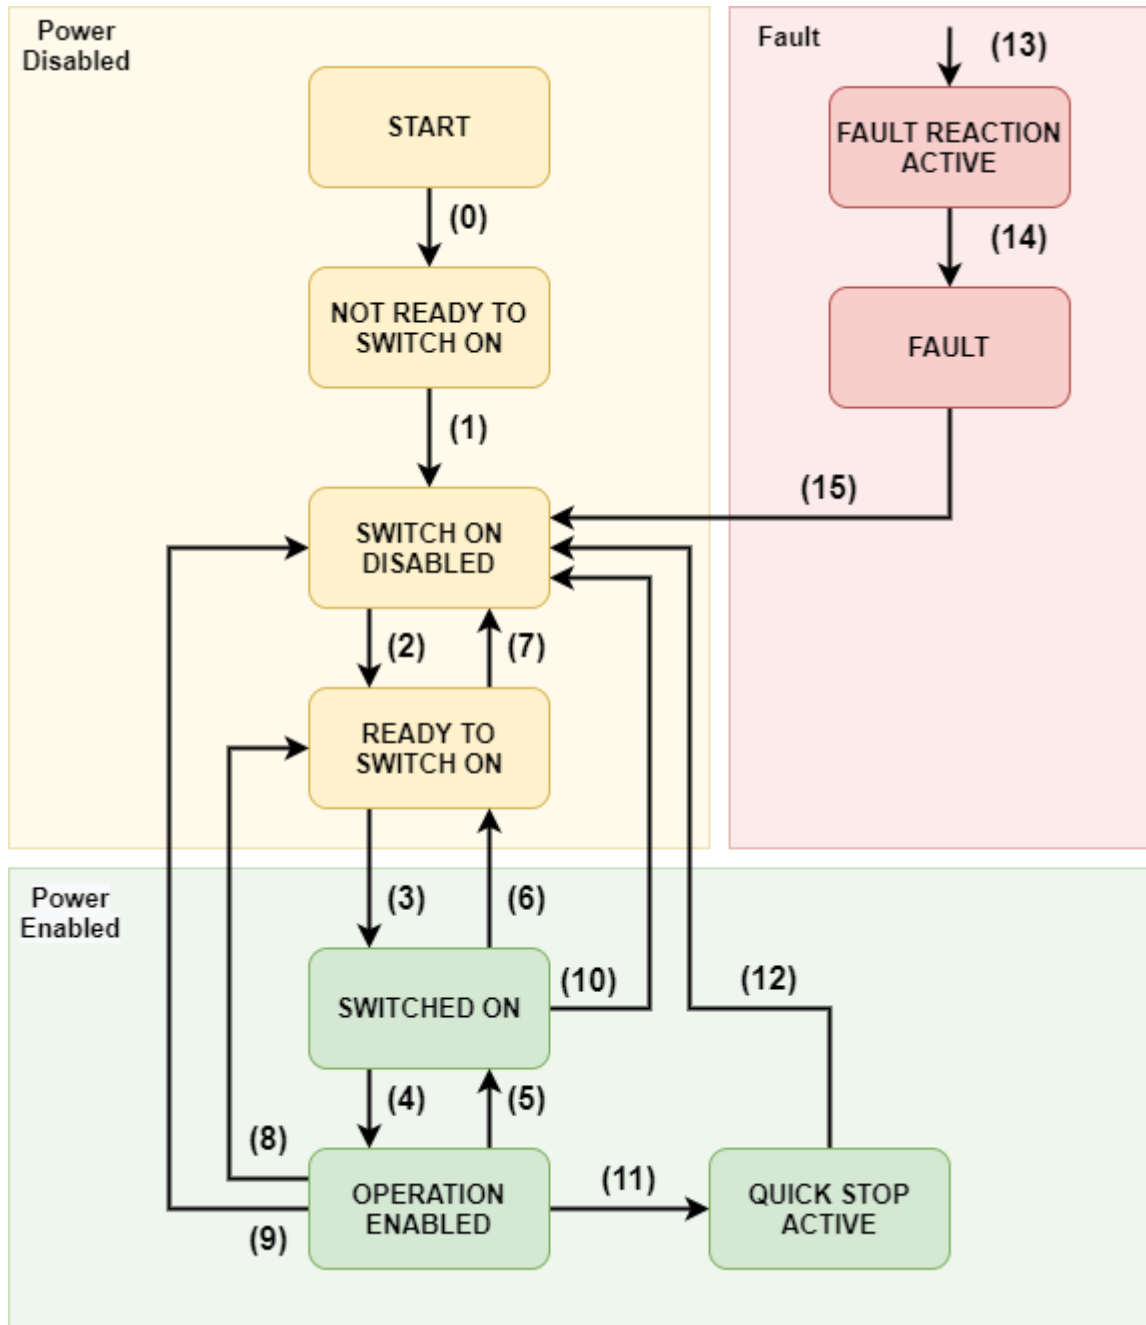 Power
Disabled
START
(0)
NOT READY TO
SWITCH ON
(1)
SWITCH ON
DISABLED
(2)
(7)
READY TO
SWITCH ON
Fault
(13)
FAULT REACTION
ACTIVE
(14)
FAULT
(15)
Power
Enabled
(3)
(6)
SWITCHED ON
(10)
(12)
(4)
(5)
(8)
OPERATION
ENABLED
(9)
(11)
QUICK STOP
ACTIVE